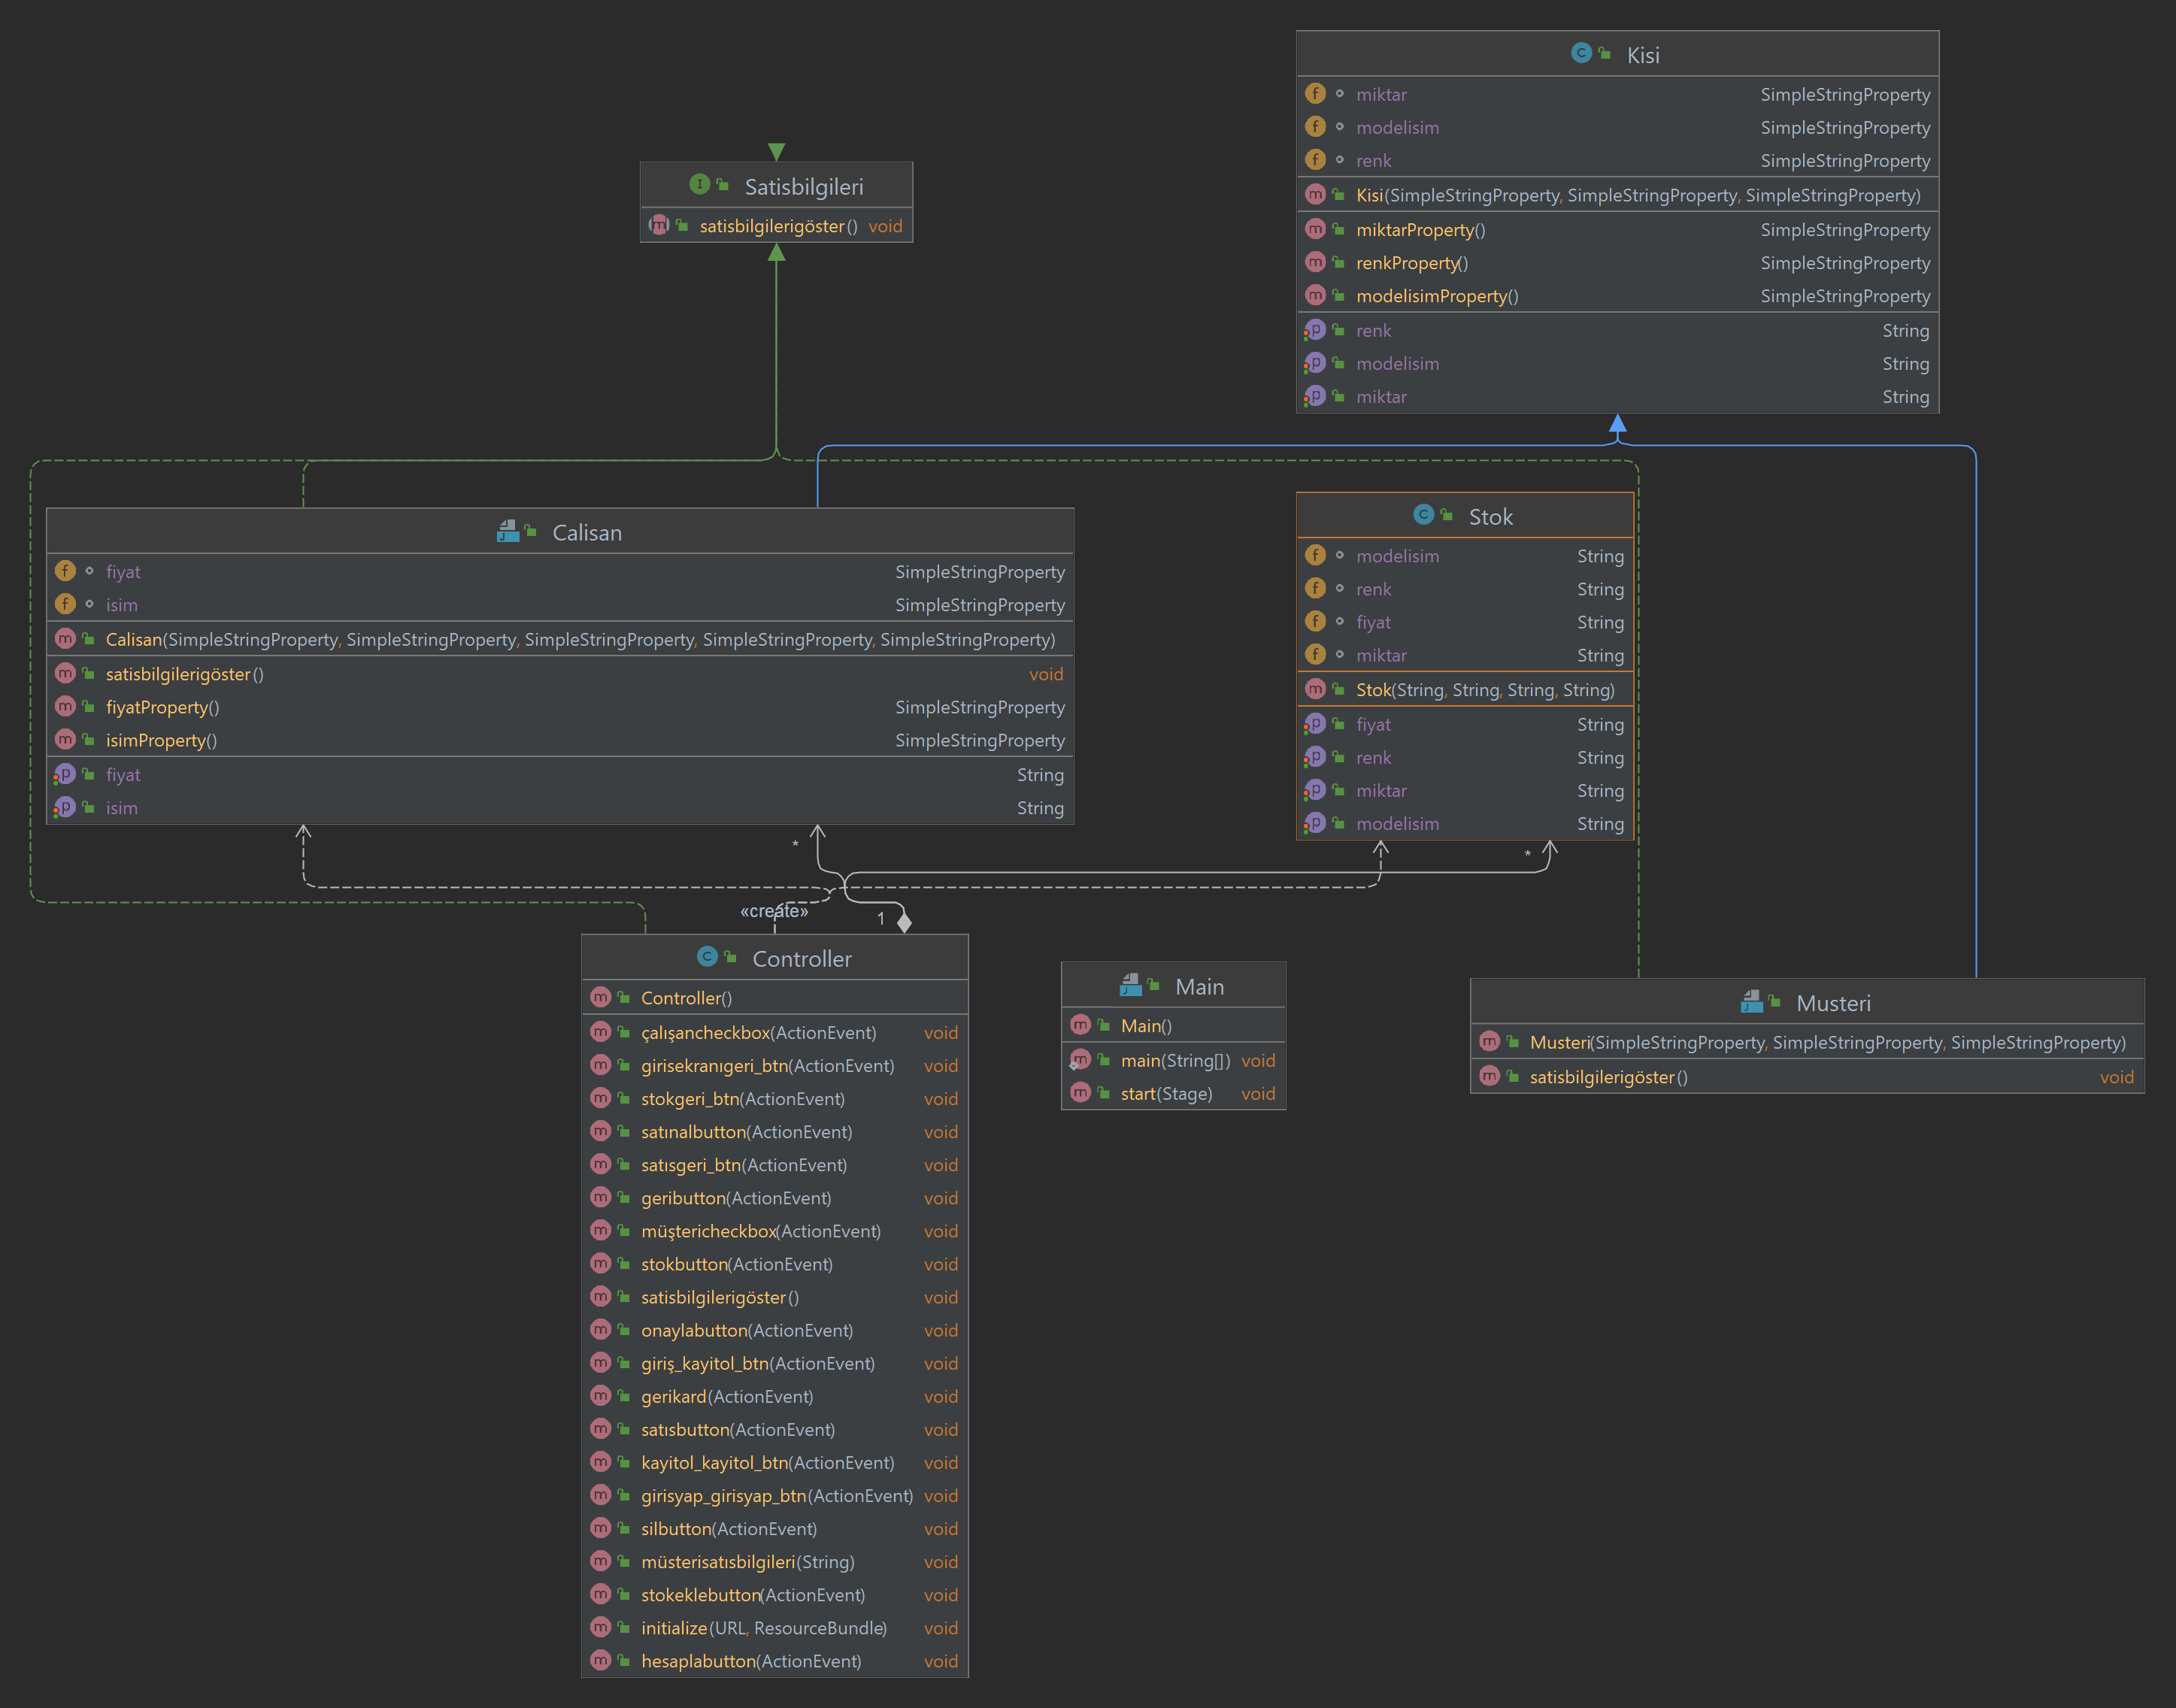 Kisi
miktar SimpleStringProperty
modelisim SimpleStringProperty
renk SimpleStringProperty
Kisi(SimpleStringProperty, SimpleStringProperty, SimpleStringProperty)
miktarProperty() SimpleStringProperty
renkProperty() SimpleStringProperty
modelisimProperty() SimpleStringProperty
renk String
modelisim String
miktar String
Satisbilgileri
satisbilgilerigöster() void
Calisan
fiyat SimpleStringProperty
isim SimpleStringProperty
Calisan(SimpleStringProperty, SimpleStringProperty, SimpleStringProperty, SimpleStringProperty, SimpleStringProperty)
satisbilgilerigöster() void
fiyatProperty() SimpleStringProperty
isimProperty() SimpleStringProperty
fiyat String
isim String
Stok
modelisim String
renk String
fiyat String
miktar String
Stok(String, String, String, String)
fiyat String
renk String
miktar String
modelisim String
* *
«create» 1
Controller
Controller()
çalışancheckbox(ActionEvent) void
girisekranıgeri_btn(ActionEvent) void
stokgeri_btn(ActionEvent) void
satınalbutton(ActionEvent) void
satısgeri_btn(ActionEvent) void
geributton(ActionEvent) void
müştericheckbox(ActionEvent) void
stokbutton(ActionEvent) void
satisbilgilerigöster() void
onaylabutton(ActionEvent) void
giriş_kayitol_btn(ActionEvent) void
gerikard(ActionEvent) void
satısbutton(ActionEvent) void
kayitol_kayitol_btn(ActionEvent) void
girisyap_girisyap_btn(ActionEvent) void
silbutton(ActionEvent) void
müsterisatısbilgileri(String) void
stokeklebutton(ActionEvent) void
initialize(URL, ResourceBundle) void
hesaplabutton(ActionEvent) void
Main
Main()
main(String[]) void
start(Stage) void
Musteri
Musteri(SimpleStringProperty, SimpleStringProperty, SimpleStringProperty)
satisbilgilerigöster() void